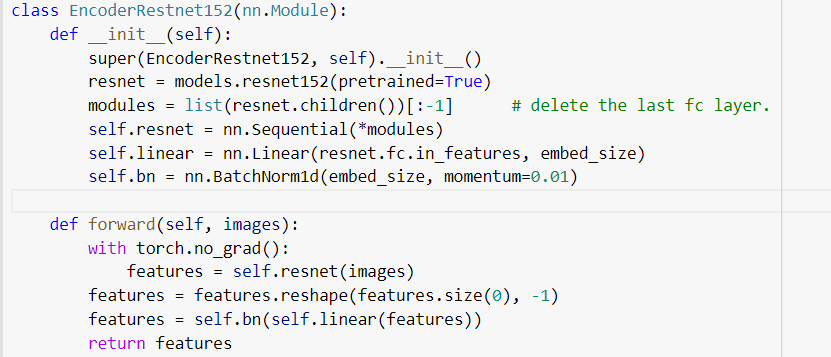 class EncoderRestnet152(nn.Module):
    def __init__(self):
        super(EncoderRestnet152, self).__init__()
        resnet = models.resnet152(pretrained=True)
        modules = list(resnet.children())[:-1]      # delete the last fc layer.
        self.resnet = nn.Sequential(*modules)
        self.linear = nn.Linear(resnet.fc.in_features, embed_size)
        self.bn = nn.BatchNorm1d(embed_size, momentum=0.01)

    def forward(self, images):
        with torch.no_grad():
            features = self.resnet(images)
        features = features.reshape(features.size(0), -1)
        features = self.bn(self.linear(features))
        return features